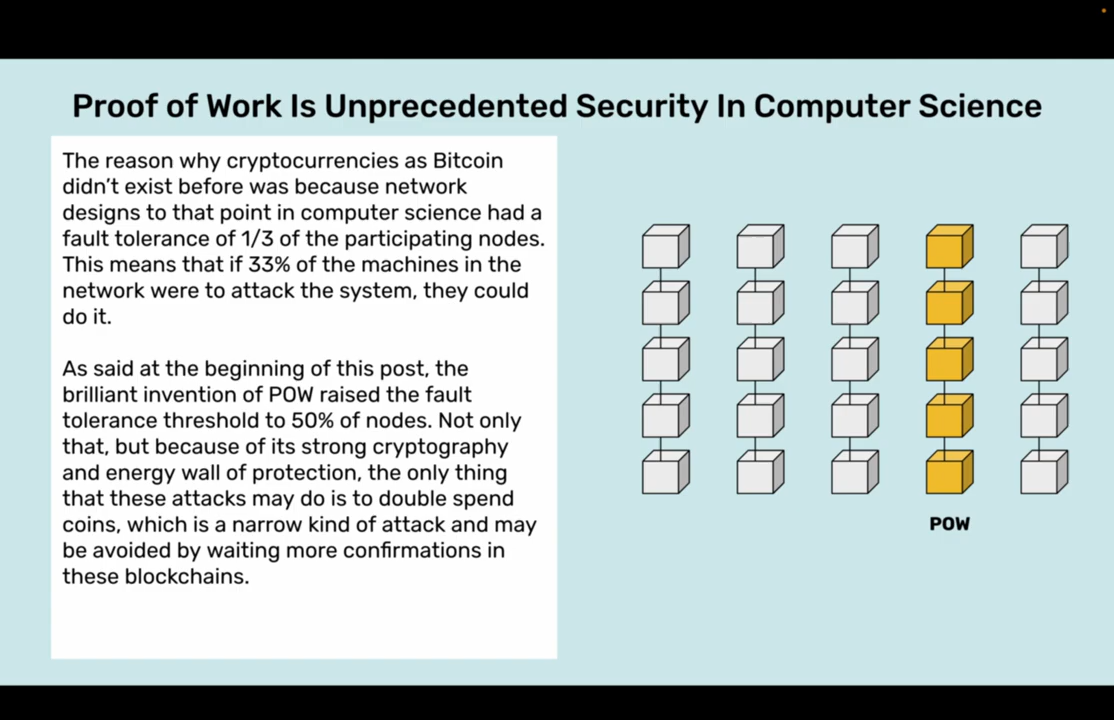 Proof of Work Is Unprecedented Security In Computer Science
The reason why cryptocurrencies as Bitcoin
didn't exist before was because network
designs to that point in computer science had a
fault tolerance of 1/3 of the participating nodes.
This means that if 33% of the machines in the
network were to attack the system, they could
do it.
As said at the beginning of this post, the
brilliant invention of POW raised the fault
tolerance threshold to 50% of nodes. Not only
that, but because of its strong cryptography
and energy wall of protection, the only thing
that these attacks may do is to double spend
coins, which is a narrow kind of attack and may
be avoided by waiting more confirmations in
these blockchains.
POW